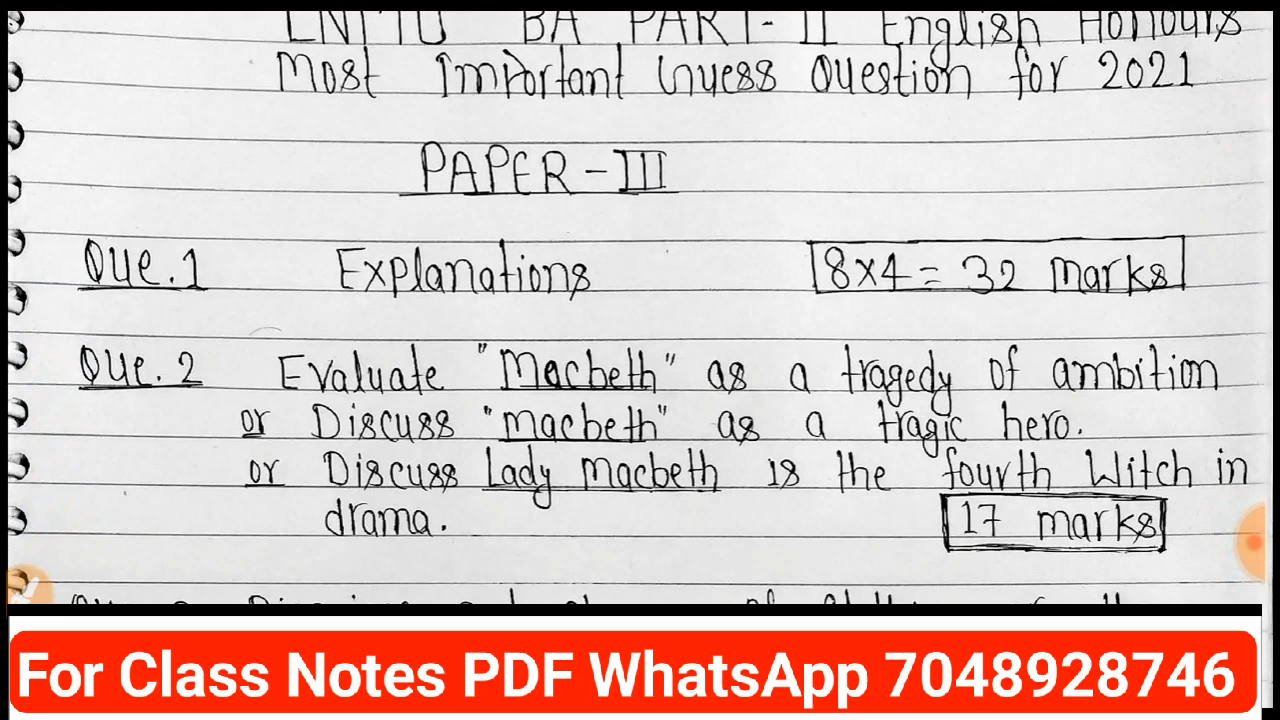 LNMU BA PART-II English Honours
Most Important Guess Question for 2021
PAPER-III
Que.1 Explanations 8x4 = 32 marks
Que. 2 Evaluate "Macbeth" as a tragedy of ambition
or Discuss "Macbeth" as a tragic hero.
or Discuss Lady Macbeth is the fourth Witch in
drama. 17 marks
For Class Notes PDF WhatsApp 7048928746